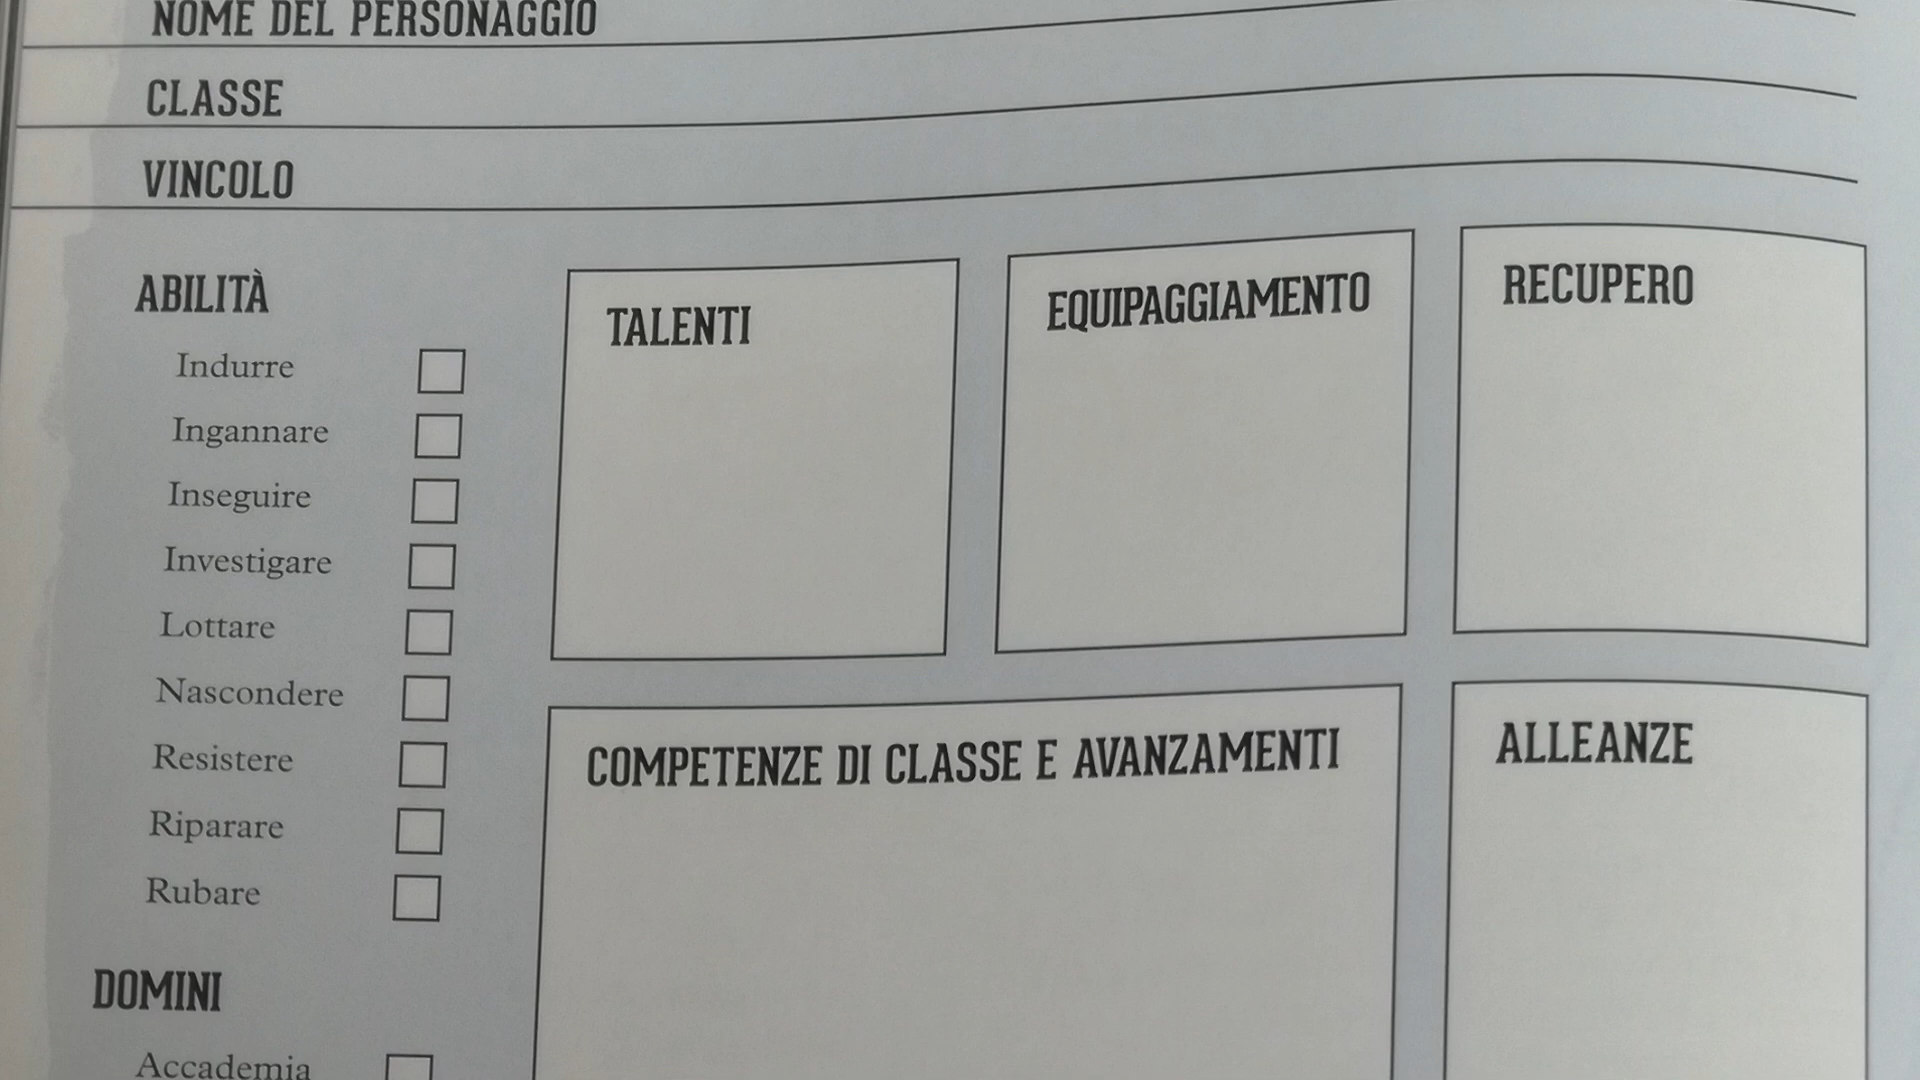 NOME DEL PERSONAGGIO
CLASSE
VINCOLO
ABILITÀ
Indurre
Ingannare
Inseguire
Investigare
Lottare
Nascondere
Resistere
Riparare
Rubare
DOMINI
Accademia
TALENTI
EQUIPAGGIAMENTO
RECUPERO
COMPETENZE DI CLASSE E AVANZAMENTI
ALLEANZE